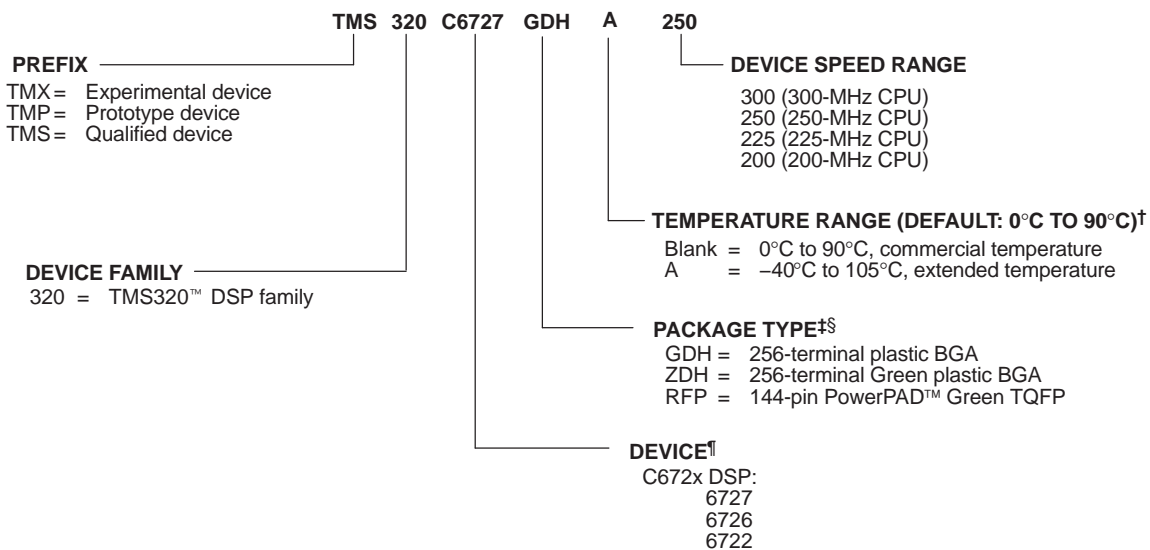 TMS 320 C6727 GDH A 250
PREFIX
TMX = Experimental device
TMP = Prototype device
TMS = Qualified device
DEVICE SPEED RANGE
300 (300-MHz CPU)
250 (250-MHz CPU)
225 (225-MHz CPU)
200 (200-MHz CPU)
TEMPERATURE RANGE (DEFAULT: 0°C TO 90°C)†
Blank = 0°C to 90°C, commercial temperature
A = –40°C to 105°C, extended temperature
DEVICE FAMILY
320 = TMS320™ DSP family
PACKAGE TYPE‡§
GDH = 256-terminal plastic BGA
ZDH = 256-terminal Green plastic BGA
RFP = 144-pin PowerPAD™ Green TQFP
DEVICE¶
C672x DSP:
6727
6726
6722